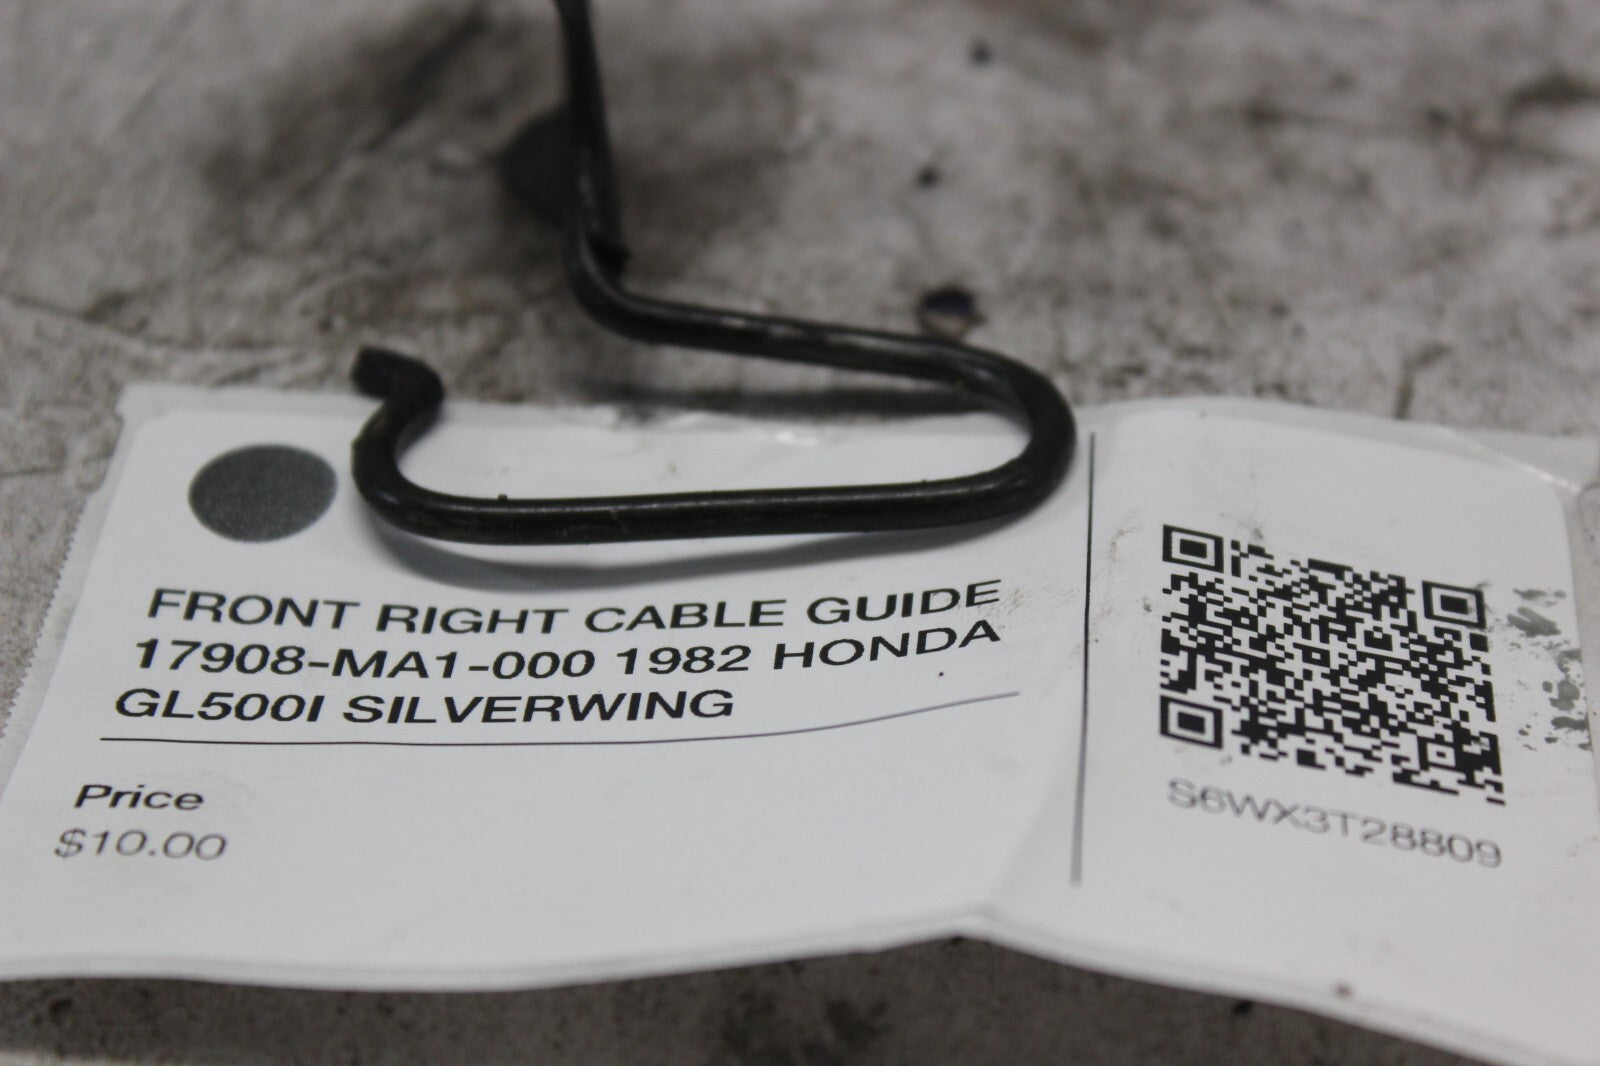 FRONT RIGHT CABLE GUIDE
17908-MA1-000 1982 HONDA
GL500I SILVERWING
Price
$10.00
S6WX3T28809